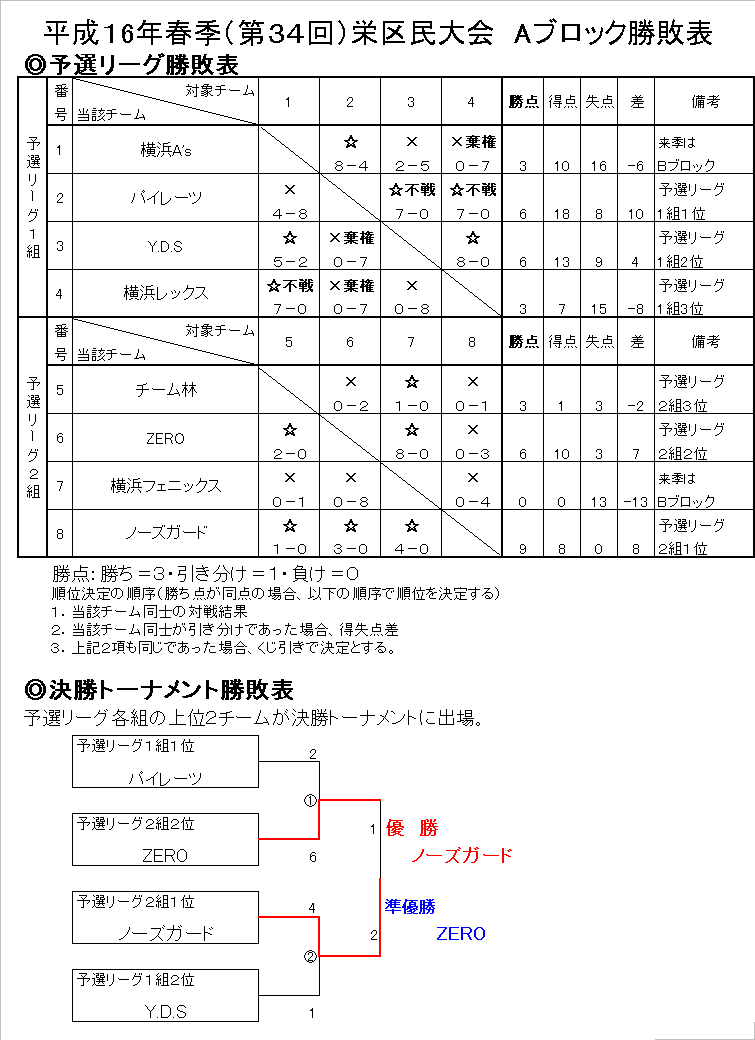 平成16年春季(第34回)栄区民大会 Aブロック勝敗表
◎予選リーグ勝敗表
予選リーグ1組
番号 対象チーム 当該チーム 1 2 3 4 勝点 得点 失点 差 備考
1 横浜A's ☆ 8-4 × 2-5 ×棄権 0-7 3 10 16 -6 来季はBブロック
2 パイレーツ × 4-8 ☆不戦 7-0 ☆不戦 7-0 6 18 8 10 予選リーグ1組1位
3 Y.D.S ☆ 5-2 ×棄権 0-7 ☆ 8-0 6 13 9 4 予選リーグ1組2位
4 横浜レックス ☆不戦 7-0 ×棄権 0-7 × 0-8 3 7 15 -8 予選リーグ1組3位
予選リーグ2組
番号 対象チーム 当該チーム 5 6 7 8 勝点 得点 失点 差 備考
5 チーム林 × 0-2 ☆ 1-0 × 0-1 3 1 3 -2 予選リーグ2組3位
6 ZERO ☆ 2-0 ☆ 8-0 × 0-3 6 10 3 7 予選リーグ2組2位
7 横浜フェニックス × 0-1 × 0-8 × 0-4 0 0 13 -13 来季はBブロック
8 ノーズガード ☆ 1-0 ☆ 3-0 ☆ 4-0 9 8 0 8 予選リーグ2組1位
勝点:勝ち=3・引き分け=1・負け=0
順位決定の順序(勝ち点が同点の場合、以下の順序で順位を決定する)
1.当該チーム同士の対戦結果
2.当該チーム同士が引き分けであった場合、得失点差
3.上記2項も同じであった場合、くじ引きで決定とする。
◎決勝トーナメント勝敗表
予選リーグ各組の上位2チームが決勝トーナメントに出場。
予選リーグ1組1位
パイレーツ
2
①
予選リーグ2組2位
ZERO
6
1
優 勝
ノーズガード
予選リーグ2組1位
ノーズガード
4
準優勝
ZERO
2
②
予選リーグ1組2位
Y.D.S
1